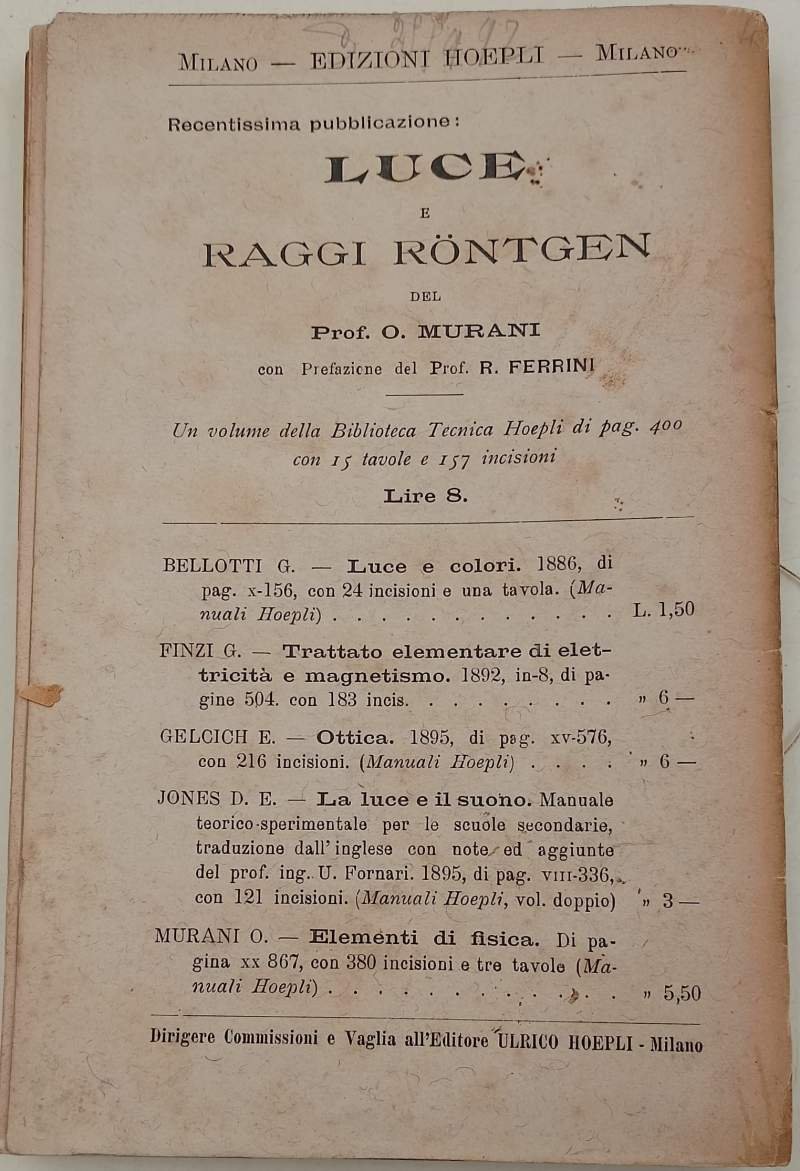 MILANO — EDIZIONI HOEPLI — MILANO
Recentissima pubblicazione:
LUCE
E
RAGGI RÖNTGEN
DEL
Prof. O. MURANI
con Prefazione del Prof. R. FERRINI
Un volume della Biblioteca Tecnica Hoepli di pag. 400
con 15 tavole e 157 incisioni
Lire 8.
BELLOTTI G. — Luce e colori. 1886, di
pag. X-156, con 24 incisioni e una tavola. (Ma-
nuali Hoepli) . . . . . . . . . . . . L. 1,50
FINZI G. — Trattato elementare di elet-
tricità e magnetismo. 1892, in-8, di pa-
gine 504. con 183 incis. . . . . . . . . „ 6 —
GELCICH E. — Ottica. 1895, di pag. XV-576,
con 216 incisioni. (Manuali Hoepli) . . . . „ 6 —
JONES D. E. — La luce e il suono. Manuale
teorico-sperimentale per le scuole secondarie,
traduzione dall'inglese con note ed aggiunte
del prof. ing. U. Fornari. 1895, di pag. VIII-336,
con 121 incisioni. (Manuali Hoepli, vol. doppio) „ 3 —
MURANI O. — Elementi di fisica. Di pa-
gina XX 867, con 380 incisioni e tre tavole (Ma-
nuali Hoepli) . . . . . . . . . . . . „ 5,50
Dirigere Commissioni e Vaglia all'Editore ULRICO HOEPLI - Milano